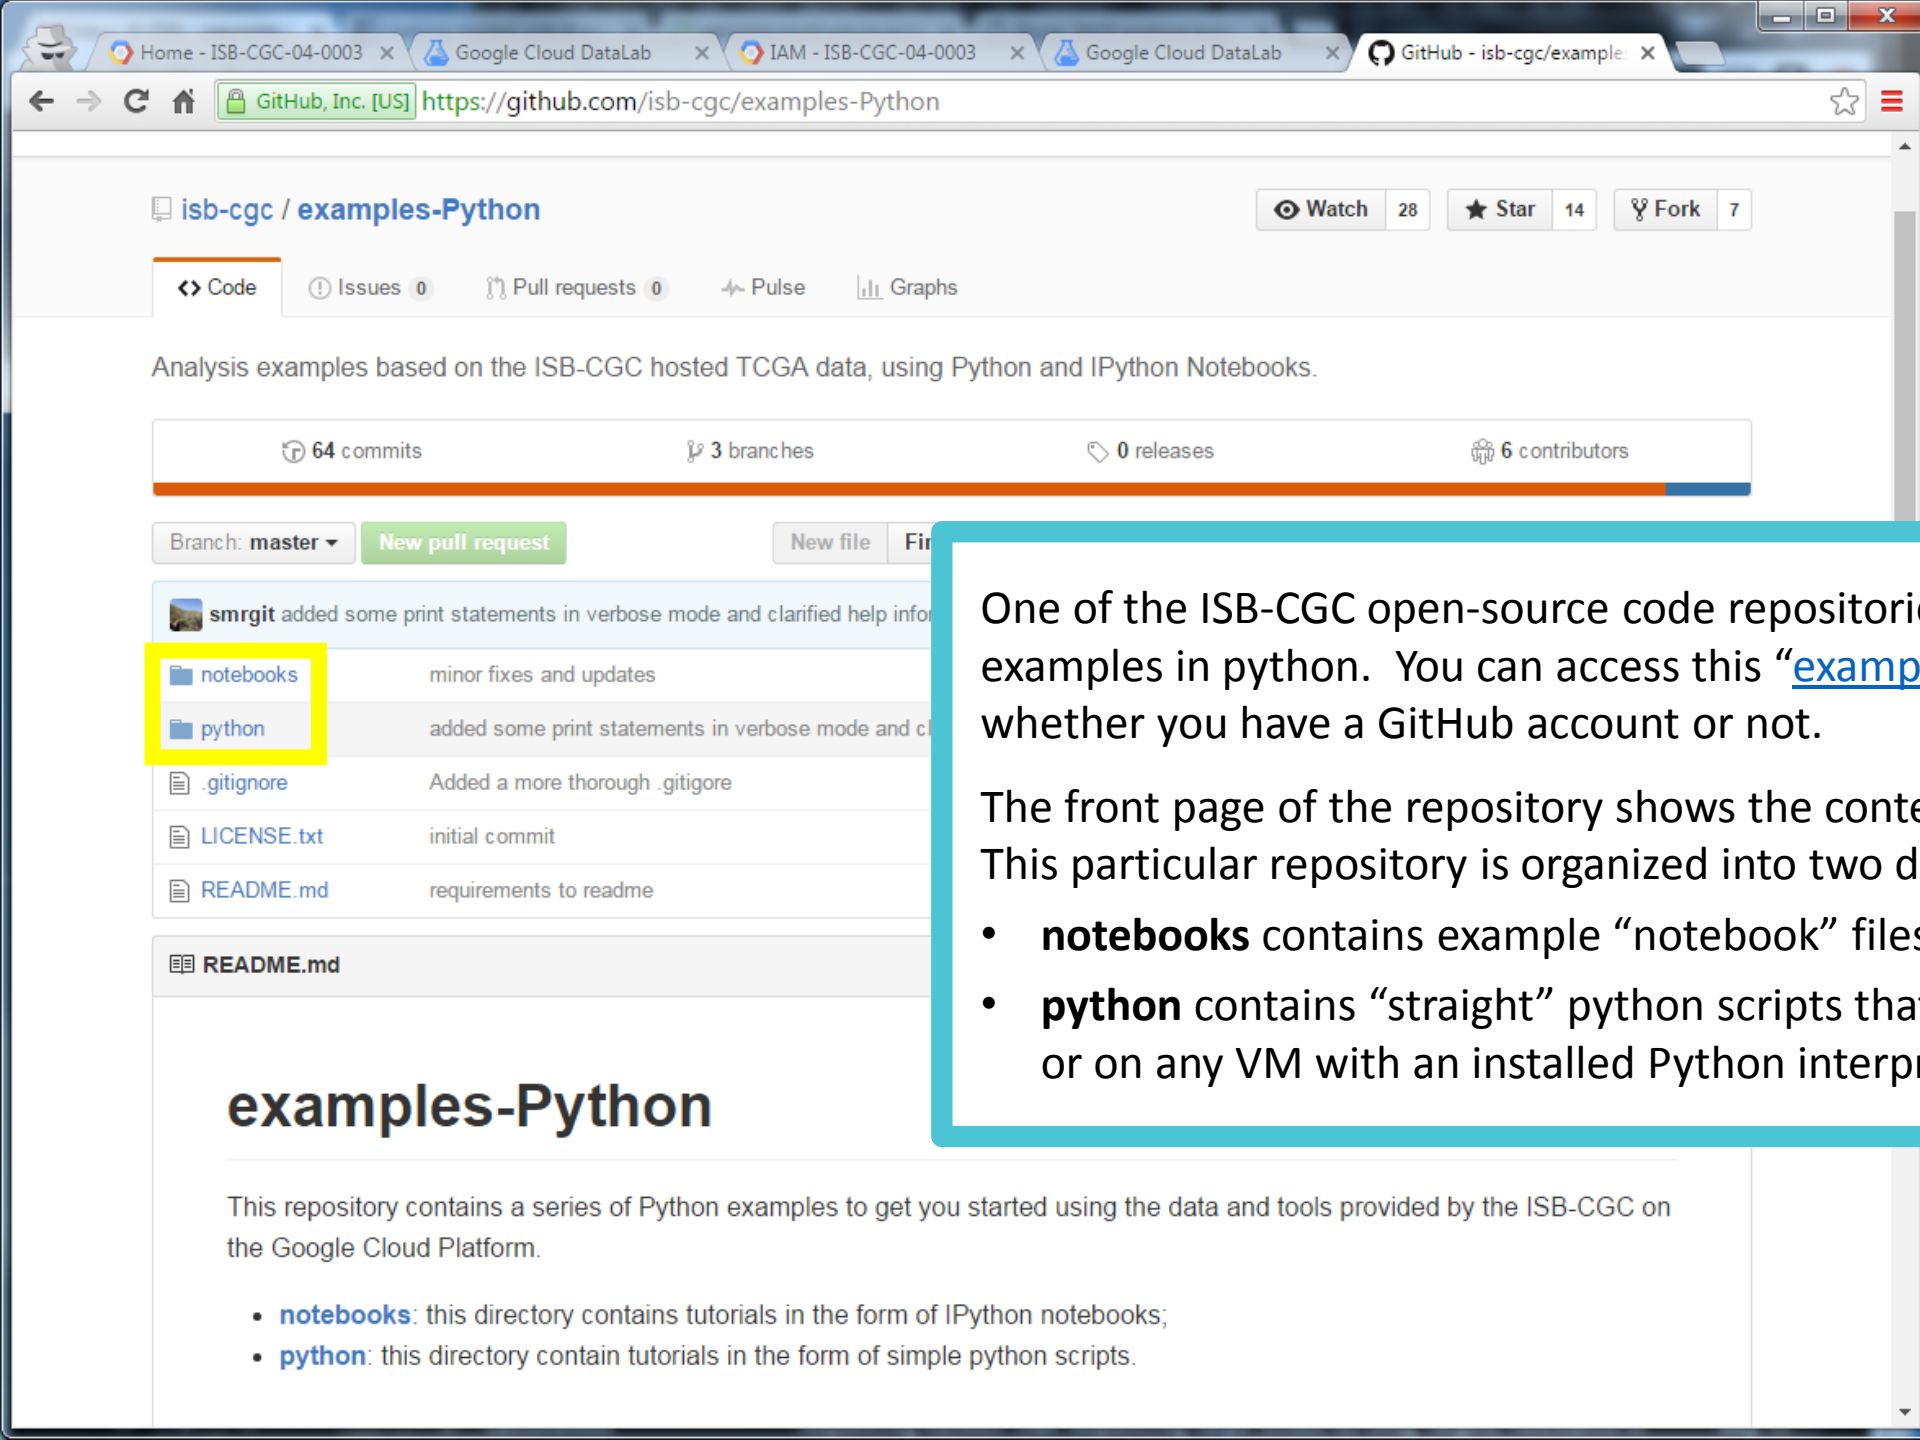 Home - ISB-CGC-04-0003
Google Cloud DataLab
IAM - ISB-CGC-04-0003
Google Cloud DataLab
GitHub - isb-cgc/example
GitHub, Inc. [US] https://github.com/isb-cgc/examples-Python
isb-cgc / examples-Python
Watch 28
Star 14
Fork 7
Code
Issues 0
Pull requests 0
Pulse
Graphs
Analysis examples based on the ISB-CGC hosted TCGA data, using Python and IPython Notebooks.
64 commits
3 branches
0 releases
6 contributors
Branch: master
New pull request
New file
smrgit added some print statements in verbose mode and clarified help
notebooks minor fixes and updates
python added some print statements in verbose mode and
.gitignore Added a more thorough .gitigore
LICENSE.txt initial commit
README.md requirements to readme
One of the ISB-CGC open-source code
examples in python. You can access this “
whether you have a GitHub account or not.
The front page of the repository shows the
This particular repository is organized into two
• notebooks contains example “notebook” files
• python contains “straight” python scripts
or on any VM with an installed Python
README.md
examples-Python
This repository contains a series of Python examples to get you started using the data and tools provided by the ISB-CGC on
the Google Cloud Platform.
• notebooks: this directory contains tutorials in the form of IPython notebooks;
• python: this directory contain tutorials in the form of simple python scripts.